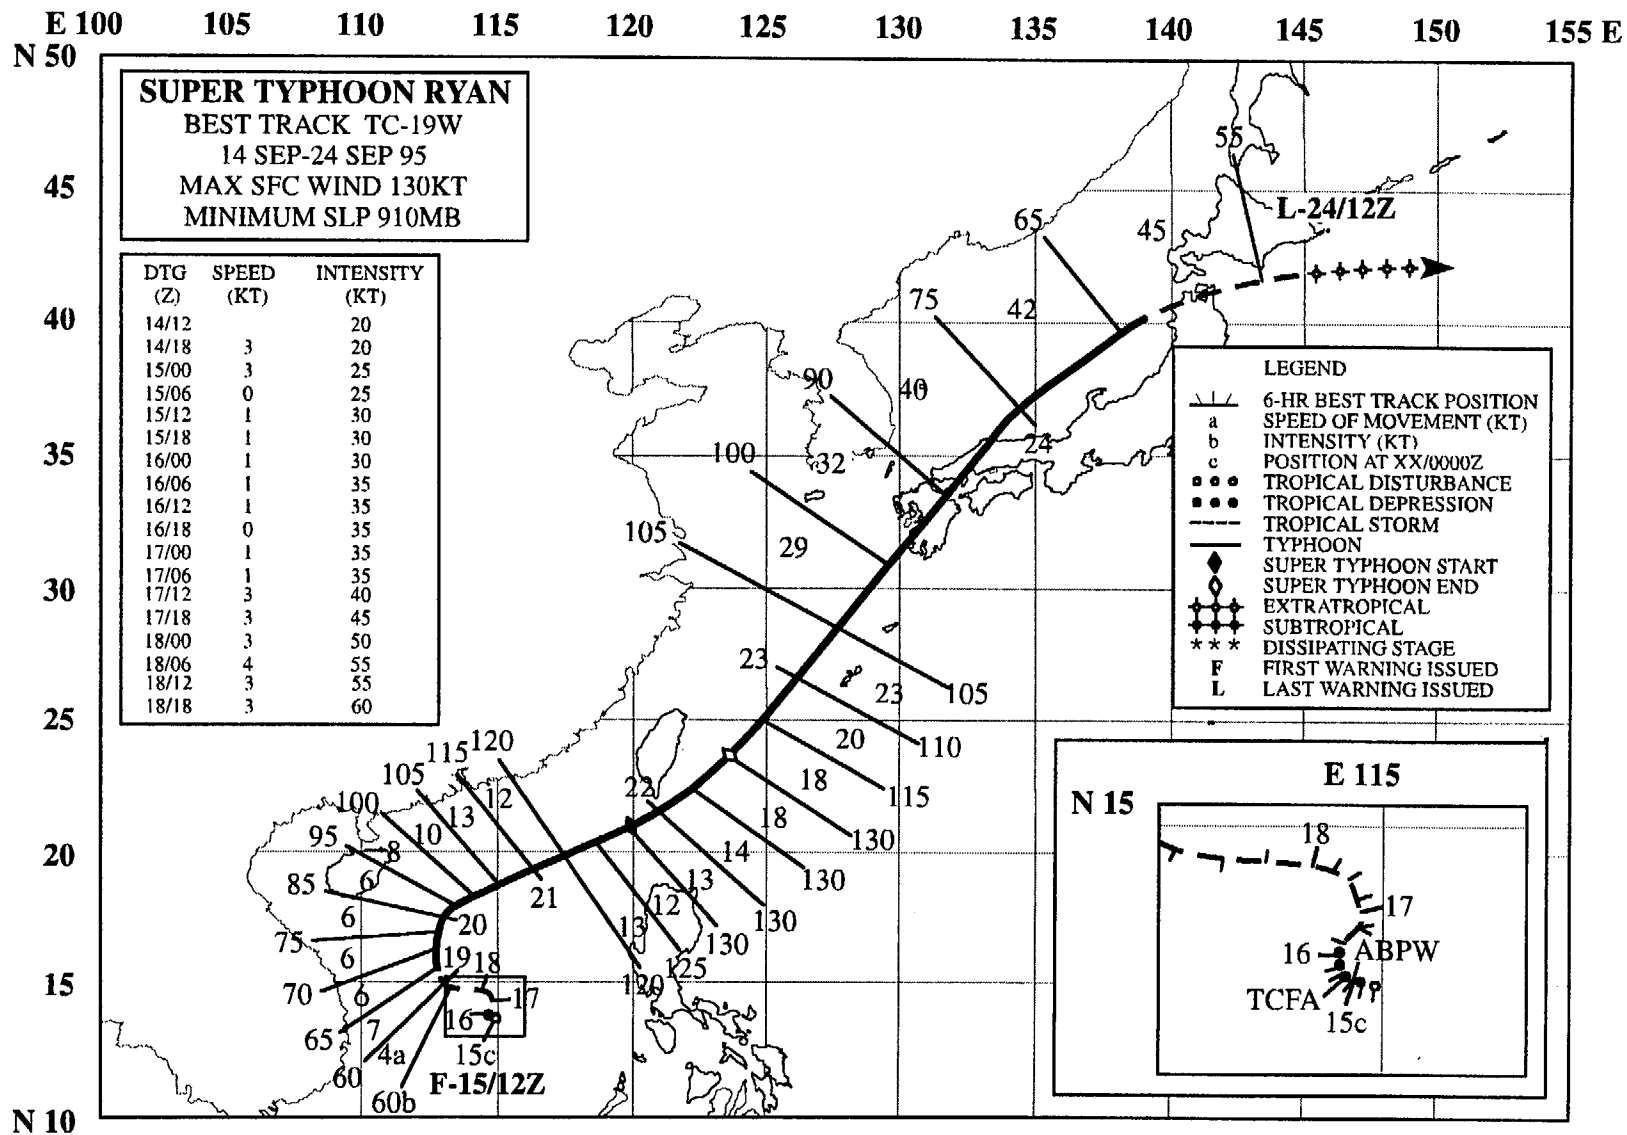 E 100 105 110 115 120 125 130 135 140 145 150 155 E
N 50
45
40
35
30
25
20
15
N 10
SUPER TYPHOON RYAN
BEST TRACK TC-19W
14 SEP-24 SEP 95
MAX SFC WIND 130KT
MINIMUM SLP 910MB
DTG SPEED INTENSITY
(Z) (KT) (KT)
14/12 20
14/18 3 20
15/00 3 25
15/06 0 25
15/12 1 30
15/18 1 30
16/00 1 30
16/06 1 35
16/12 1 35
16/18 0 35
17/00 1 35
17/06 1 35
17/12 3 40
17/18 3 45
18/00 3 50
18/06 4 55
18/12 3 55
18/18 3 60
55
L-24/12Z
65
45
75
42
90
40
24
100
32
105
29
23
23
105
20
110
18
115
18
130
14
130
13
130
12
130
13
125
120
22
120
115
12
105
13
100
10
95
8
85
6
6
75
6
70
6
65
7
60
4a
60b
21
20
19
18
17
16
15c
F-15/12Z
LEGEND
6-HR BEST TRACK POSITION
a SPEED OF MOVEMENT (KT)
b INTENSITY (KT)
c POSITION AT XX/0000Z
TROPICAL DISTURBANCE
TROPICAL DEPRESSION
TROPICAL STORM
TYPHOON
SUPER TYPHOON START
SUPER TYPHOON END
EXTRATROPICAL
SUBTROPICAL
* * * DISSIPATING STAGE
F FIRST WARNING ISSUED
L LAST WARNING ISSUED
E 115
N 15
18
17
16
ABPW
TCFA
15c